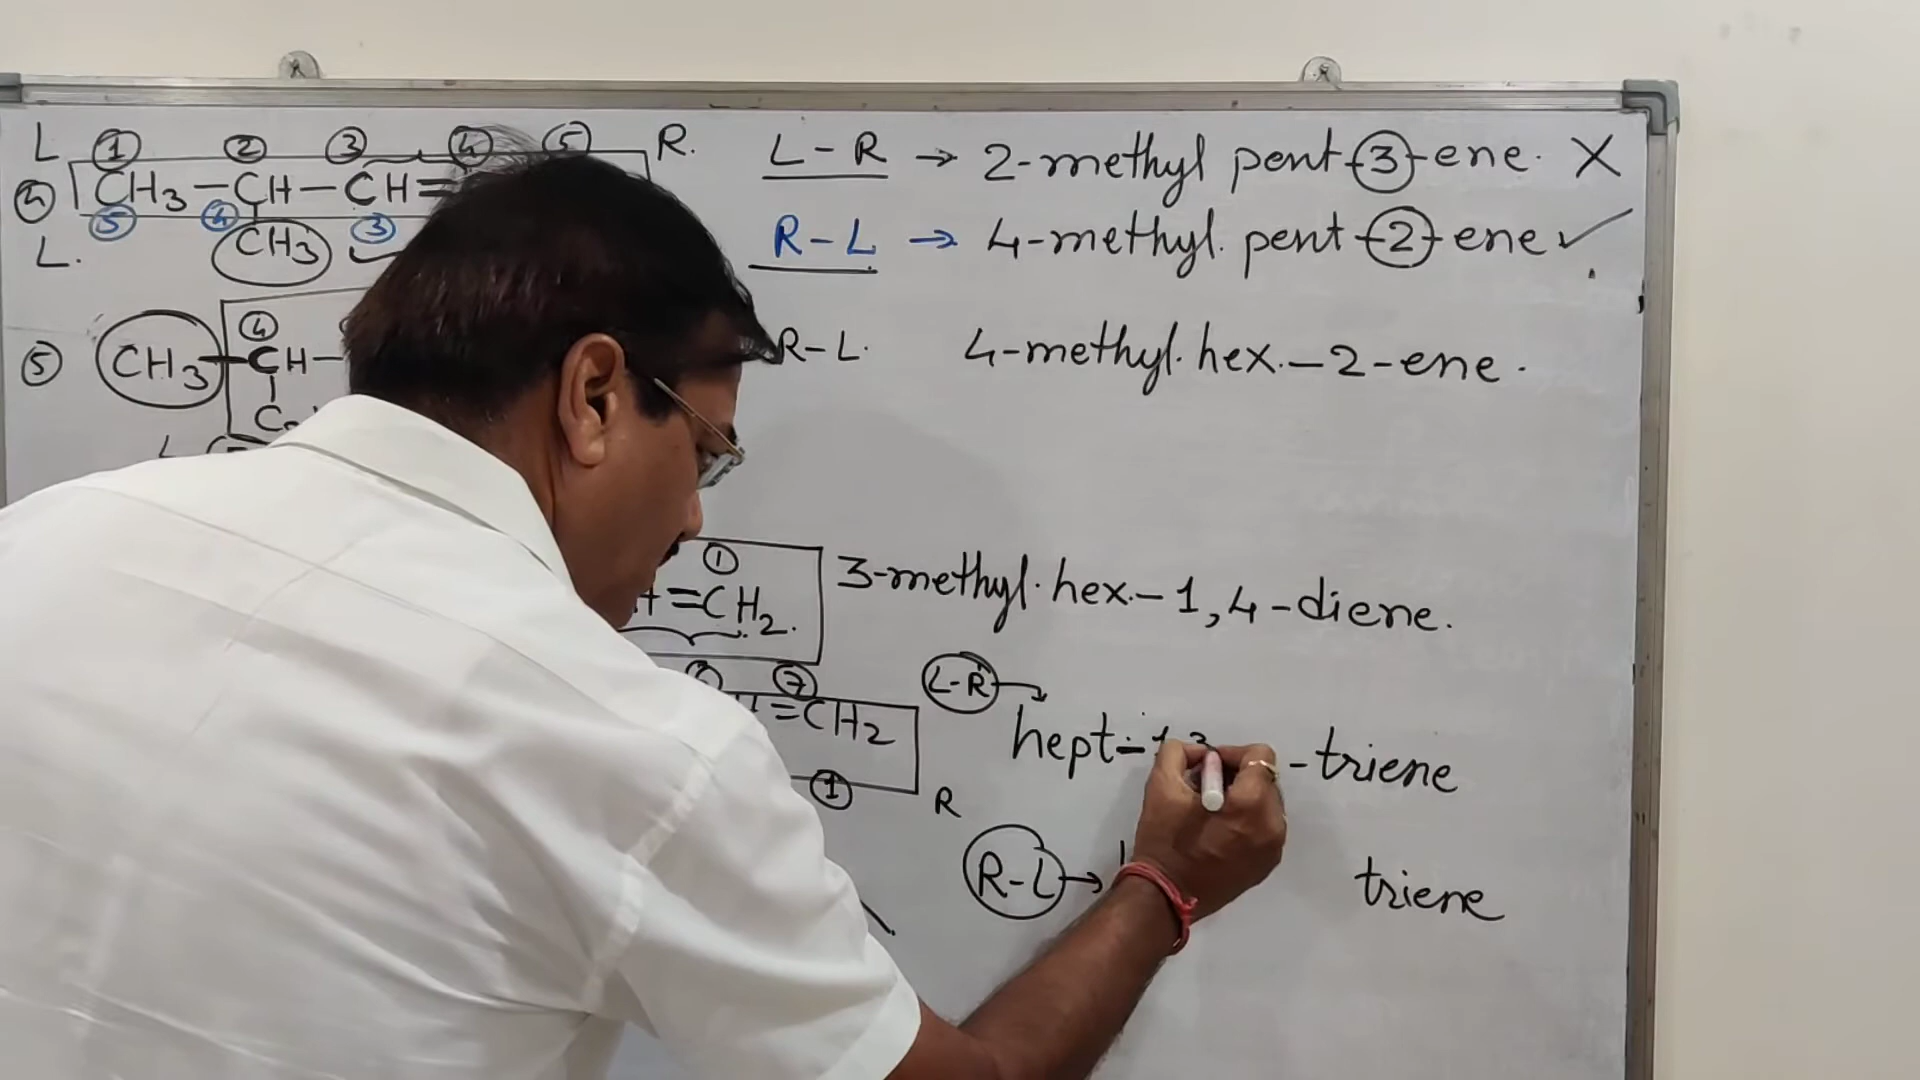 L ① ② ③ ④ ⑤ R.
④ CH3 – CH – CH =
⑤ ④ ③
L. CH3
L – R → 2-methyl pent-③-ene. X
R – L → 4-methyl. pent-②-ene ✓
④
⑤ CH3 – CH –
R – L. 4-methyl. hex. – 2 – ene.
L
①
= CH2. 3-methyl. hex. – 1, 4 – diene.
⑦
= CH2
① R
L-R →
hept – 1 – triene
R-L → triene